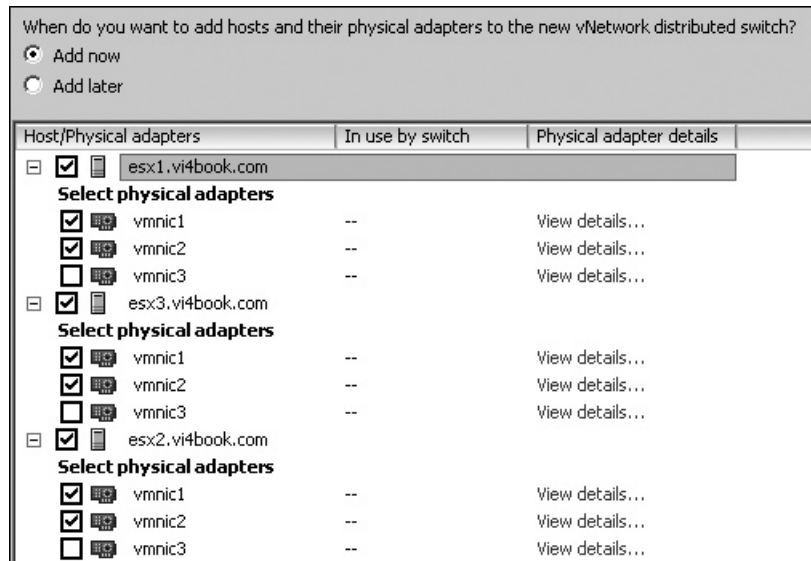 When do you want to add hosts and their physical adapters to the new vNetwork distributed switch?
Add now
Add later
Host/Physical adapters In use by switch Physical adapter details
esx1.vi4book.com
Select physical adapters
vmnic1 -- View details...
vmnic2 -- View details...
vmnic3 -- View details...
esx3.vi4book.com
Select physical adapters
vmnic1 -- View details...
vmnic2 -- View details...
vmnic3 -- View details...
esx2.vi4book.com
Select physical adapters
vmnic1 -- View details...
vmnic2 -- View details...
vmnic3 -- View details...